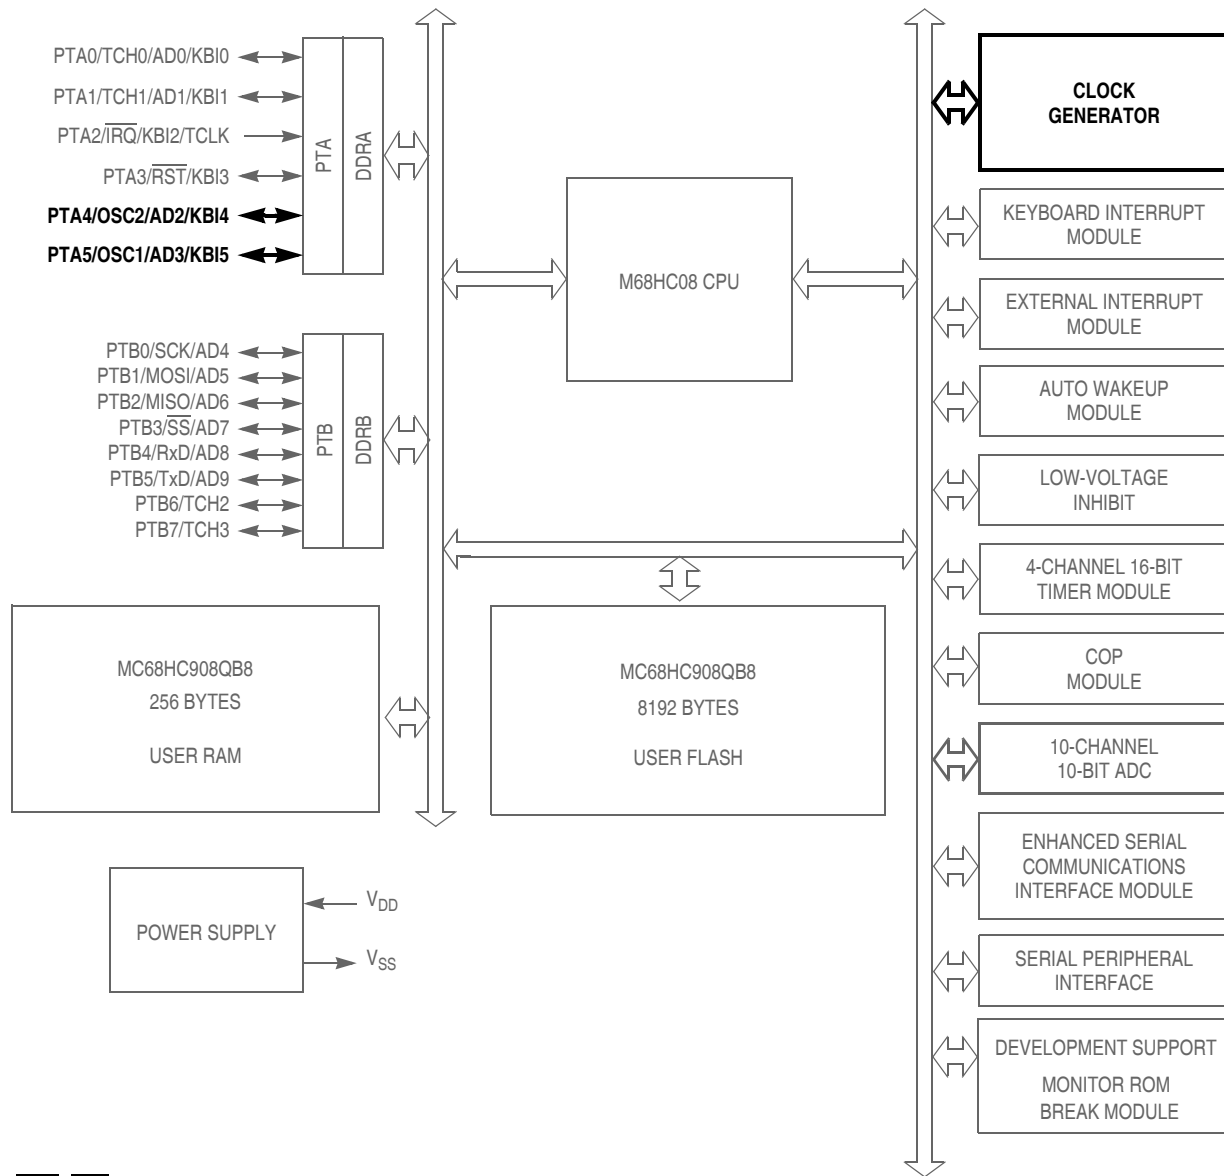 PTA0/TCH0/AD0/KBI0
PTA1/TCH1/AD1/KBI1
PTA2/IRQ/KBI2/TCLK
PTA3/RST/KBI3
PTA4/OSC2/AD2/KBI4
PTA5/OSC1/AD3/KBI5
PTA
DDRA
PTB0/SCK/AD4
PTB1/MOSI/AD5
PTB2/MISO/AD6
PTB3/SS/AD7
PTB4/RxD/AD8
PTB5/TxD/AD9
PTB6/TCH2
PTB7/TCH3
PTB
DDRB
M68HC08 CPU
MC68HC908QB8
256 BYTES
USER RAM
MC68HC908QB8
8192 BYTES
USER FLASH
POWER SUPPLY
VDD
VSS
CLOCK
GENERATOR
KEYBOARD INTERRUPT
MODULE
EXTERNAL INTERRUPT
MODULE
AUTO WAKEUP
MODULE
LOW-VOLTAGE
INHIBIT
4-CHANNEL 16-BIT
TIMER MODULE
COP
MODULE
10-CHANNEL
10-BIT ADC
ENHANCED SERIAL
COMMUNICATIONS
INTERFACE MODULE
SERIAL PERIPHERAL
INTERFACE
DEVELOPMENT SUPPORT
MONITOR ROM
BREAK MODULE